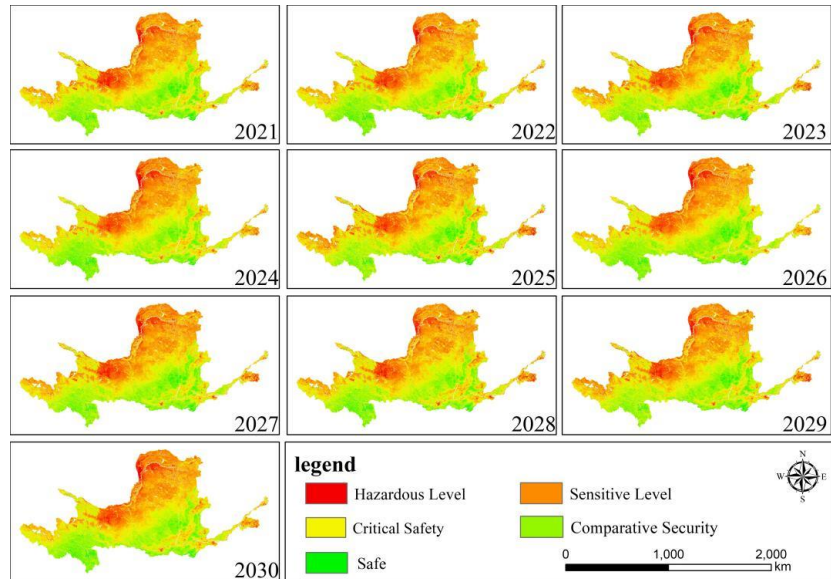 2021
2022
2023
2024
2025
2026
2027
2028
2029
2030
legend
Hazardous Level
Sensitive Level
Critical Safety
Comparative Security
Safe
N
W
E
S
0
1,000
2,000
km